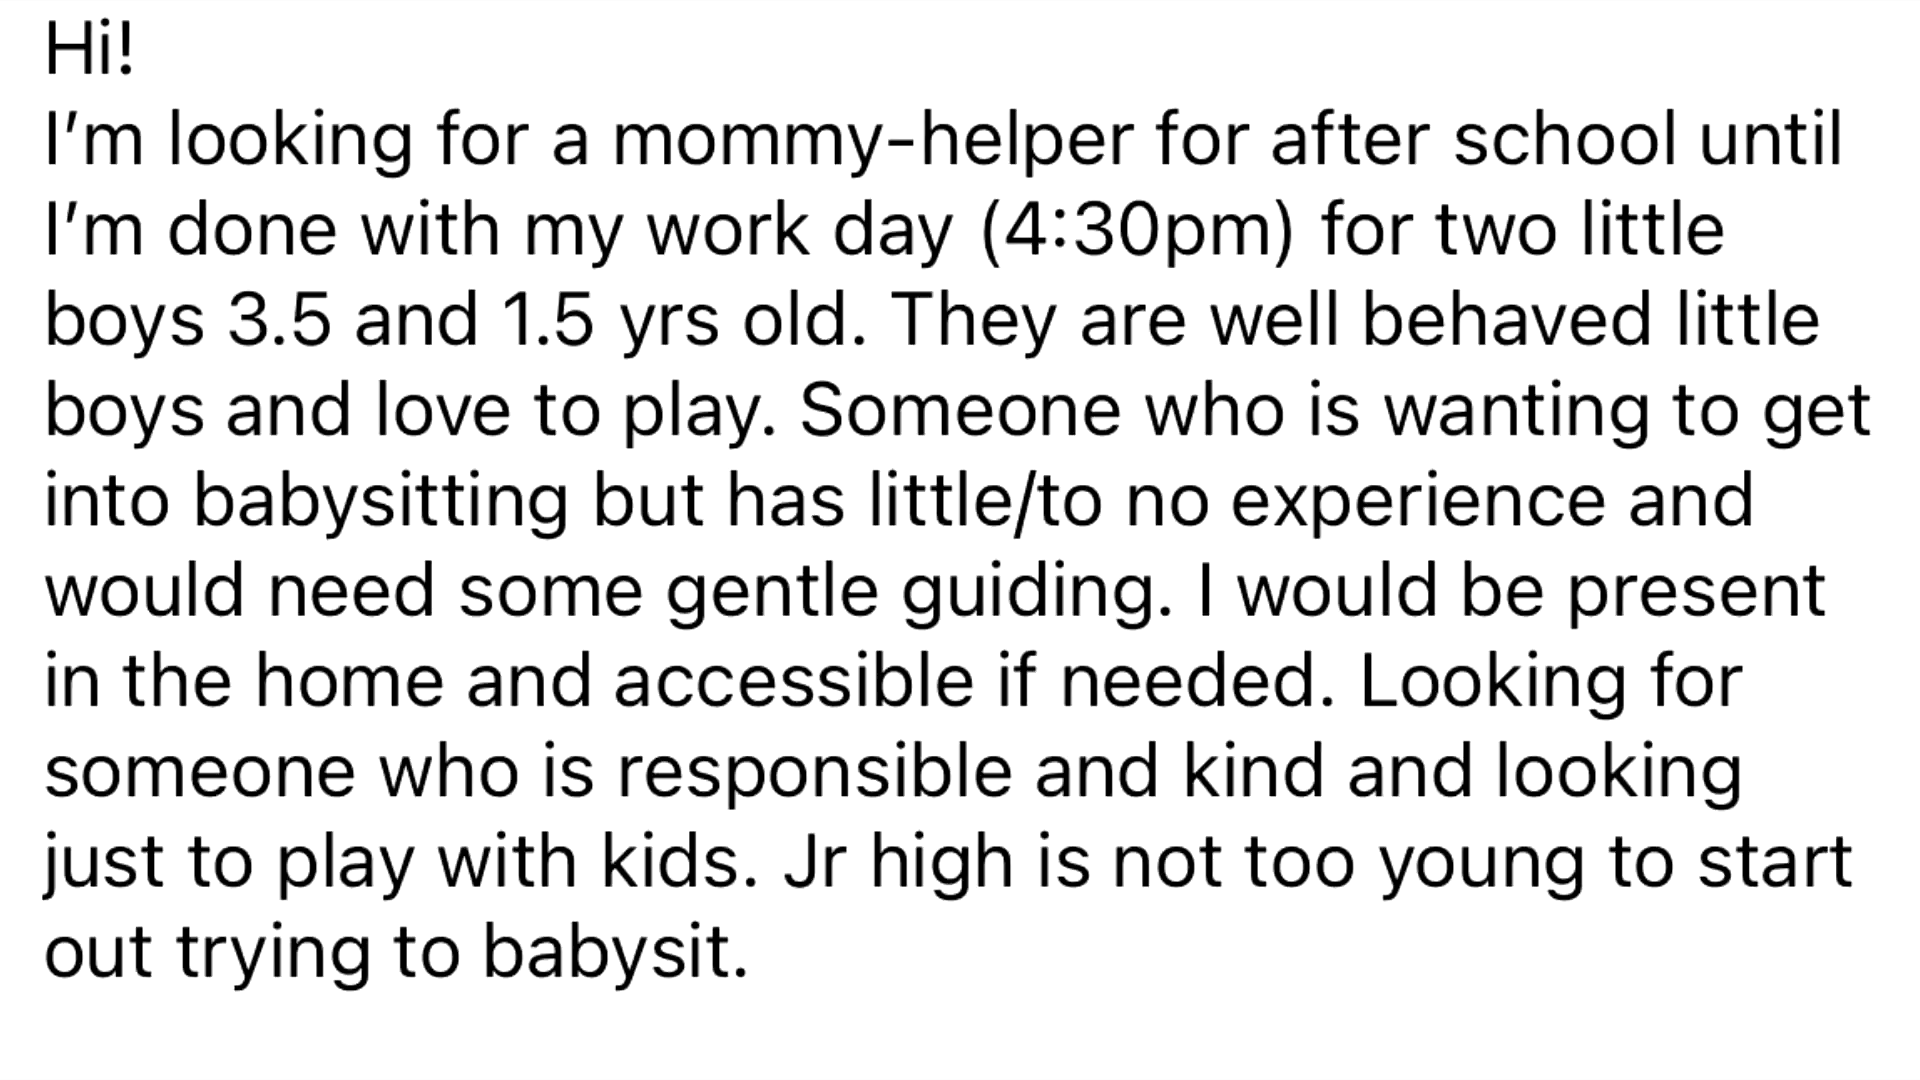 Hi!
I’m looking for a mommy-helper for after school until
I’m done with my work day (4:30pm) for two little
boys 3.5 and 1.5 yrs old. They are well behaved little
boys and love to play. Someone who is wanting to get
into babysitting but has little/to no experience and
would need some gentle guiding. I would be present
in the home and accessible if needed. Looking for
someone who is responsible and kind and looking
just to play with kids. Jr high is not too young to start
out trying to babysit.